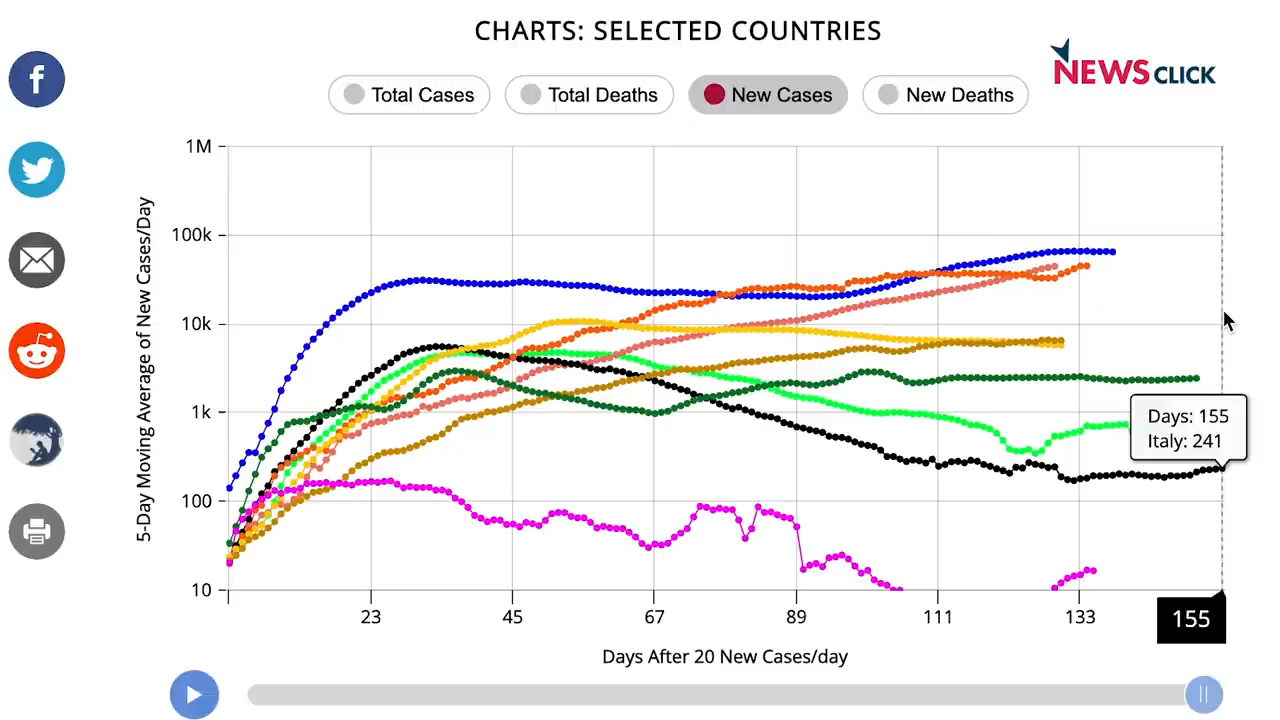 CHARTS: SELECTED COUNTRIES
NEWS CLICK
Total Cases
Total Deaths
New Cases
New Deaths
5-Day Moving Average of New Cases/Day
1M
100k
10k
1k
100
10
Days: 155
Italy: 241
23
45
67
89
111
133
155
Days After 20 New Cases/day